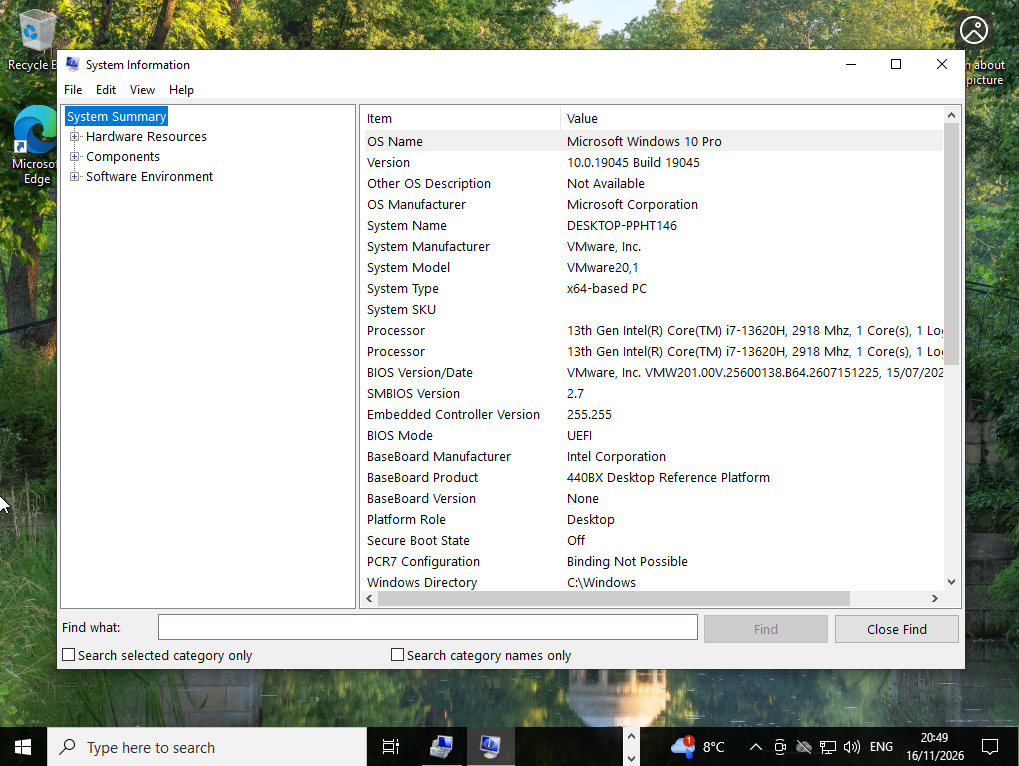 Recycle
System Information
n about
picture
File Edit View Help
System Summary
Hardware Resources
Components
Software Environment
Microso
Edge
Item Value
OS Name Microsoft Windows 10 Pro
Version 10.0.19045 Build 19045
Other OS Description Not Available
OS Manufacturer Microsoft Corporation
System Name DESKTOP-PPHT146
System Manufacturer VMware, Inc.
System Model VMware20,1
System Type x64-based PC
System SKU
Processor 13th Gen Intel(R) Core(TM) i7-13620H, 2918 Mhz, 1 Core(s), 1 Lo
Processor 13th Gen Intel(R) Core(TM) i7-13620H, 2918 Mhz, 1 Core(s), 1 Lo
BIOS Version/Date VMware, Inc. VMW201.00V.25600138.B64.2607151225, 15/07/202
SMBIOS Version 2.7
Embedded Controller Version 255.255
BIOS Mode UEFI
BaseBoard Manufacturer Intel Corporation
BaseBoard Product 440BX Desktop Reference Platform
BaseBoard Version None
Platform Role Desktop
Secure Boot State Off
PCR7 Configuration Binding Not Possible
Windows Directory C:\Windows
Find what: Find Close Find
Search selected category only Search category names only
Type here to search
1 8°C ENG
20:49
16/11/2026